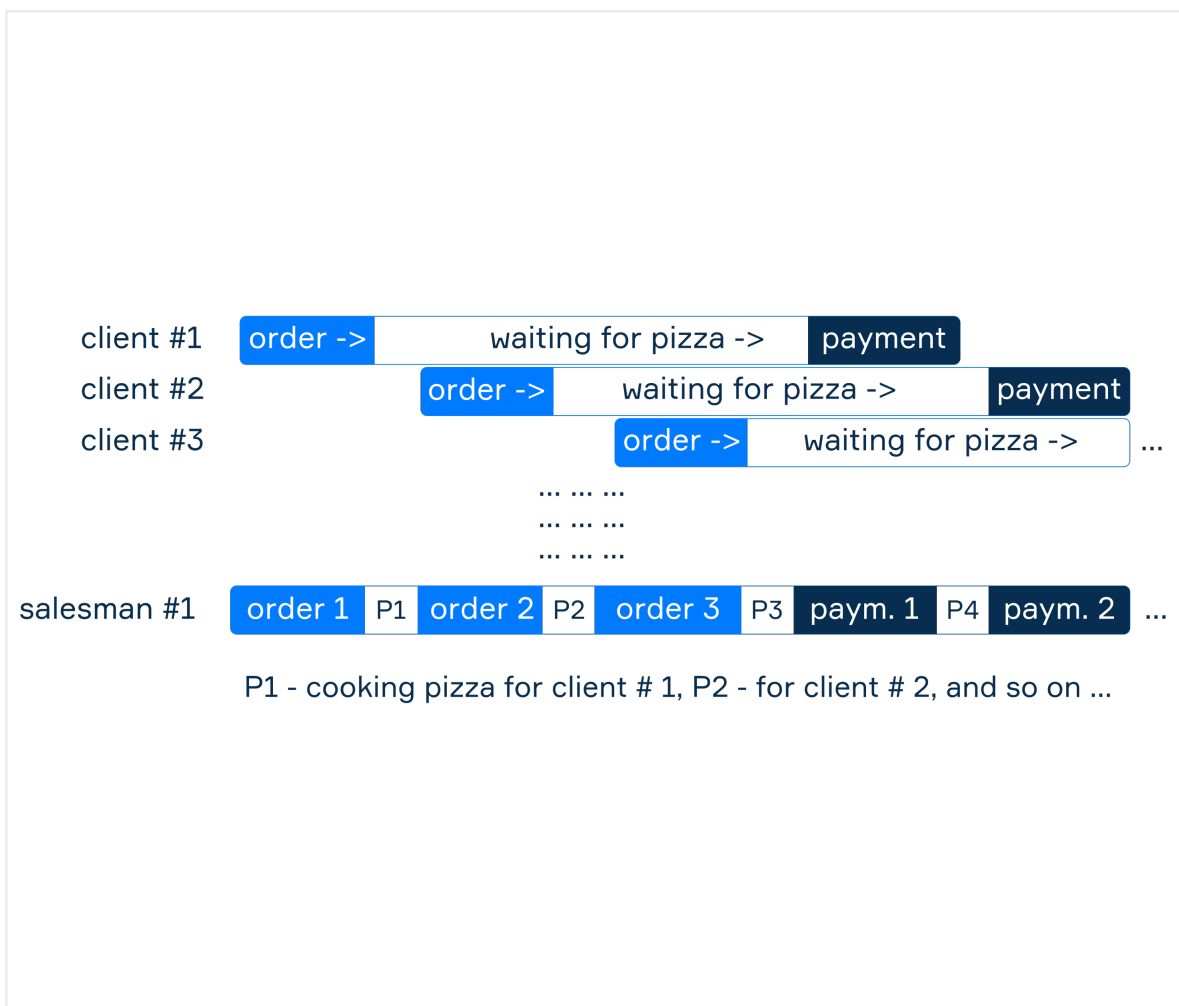 client #1 order -> waiting for pizza -> payment
client #2 order -> waiting for pizza -> payment
client #3 order -> waiting for pizza -> ...
... ... ...
... ... ...
... ... ...
salesman #1 order 1 P1 order 2 P2 order 3 P3 paym. 1 P4 paym. 2 ...
P1 - cooking pizza for client # 1, P2 - for client # 2, and so on ...